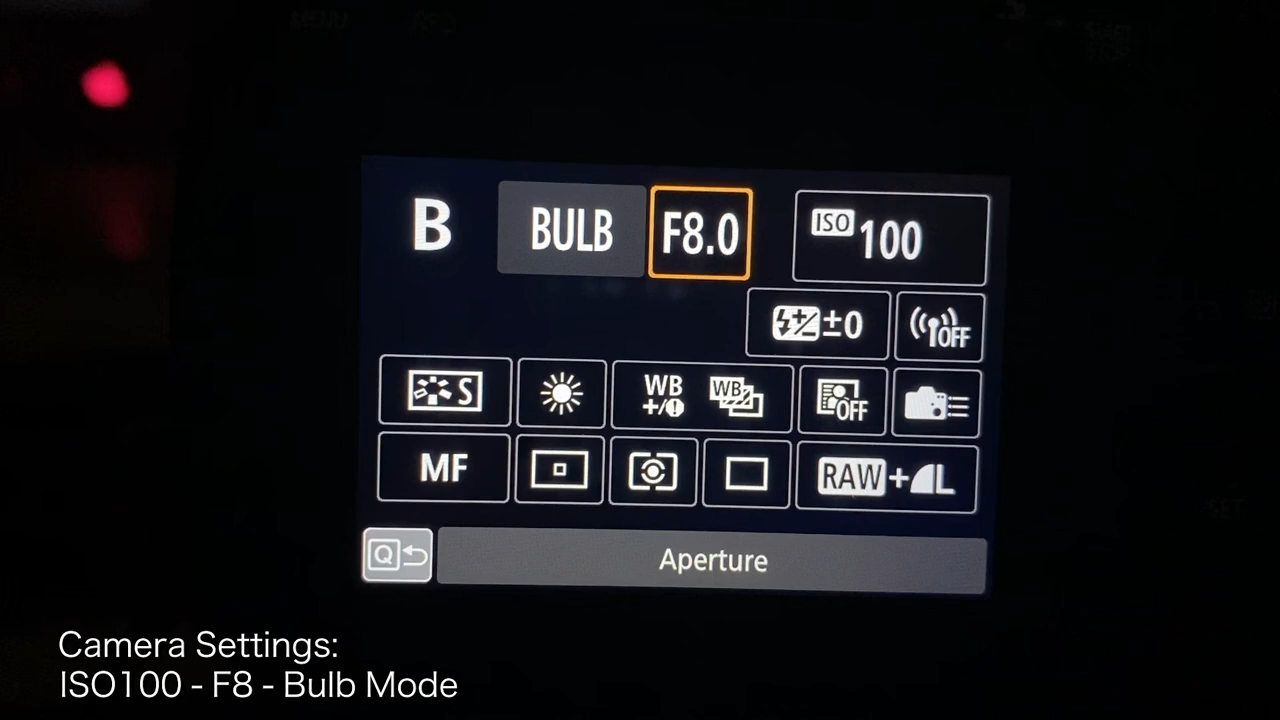 B BULB F8.0 ISO 100
±0 OFF
S WB +/- WB OFF
MF RAW+L
Q Aperture
Camera Settings:
ISO100 - F8 - Bulb Mode